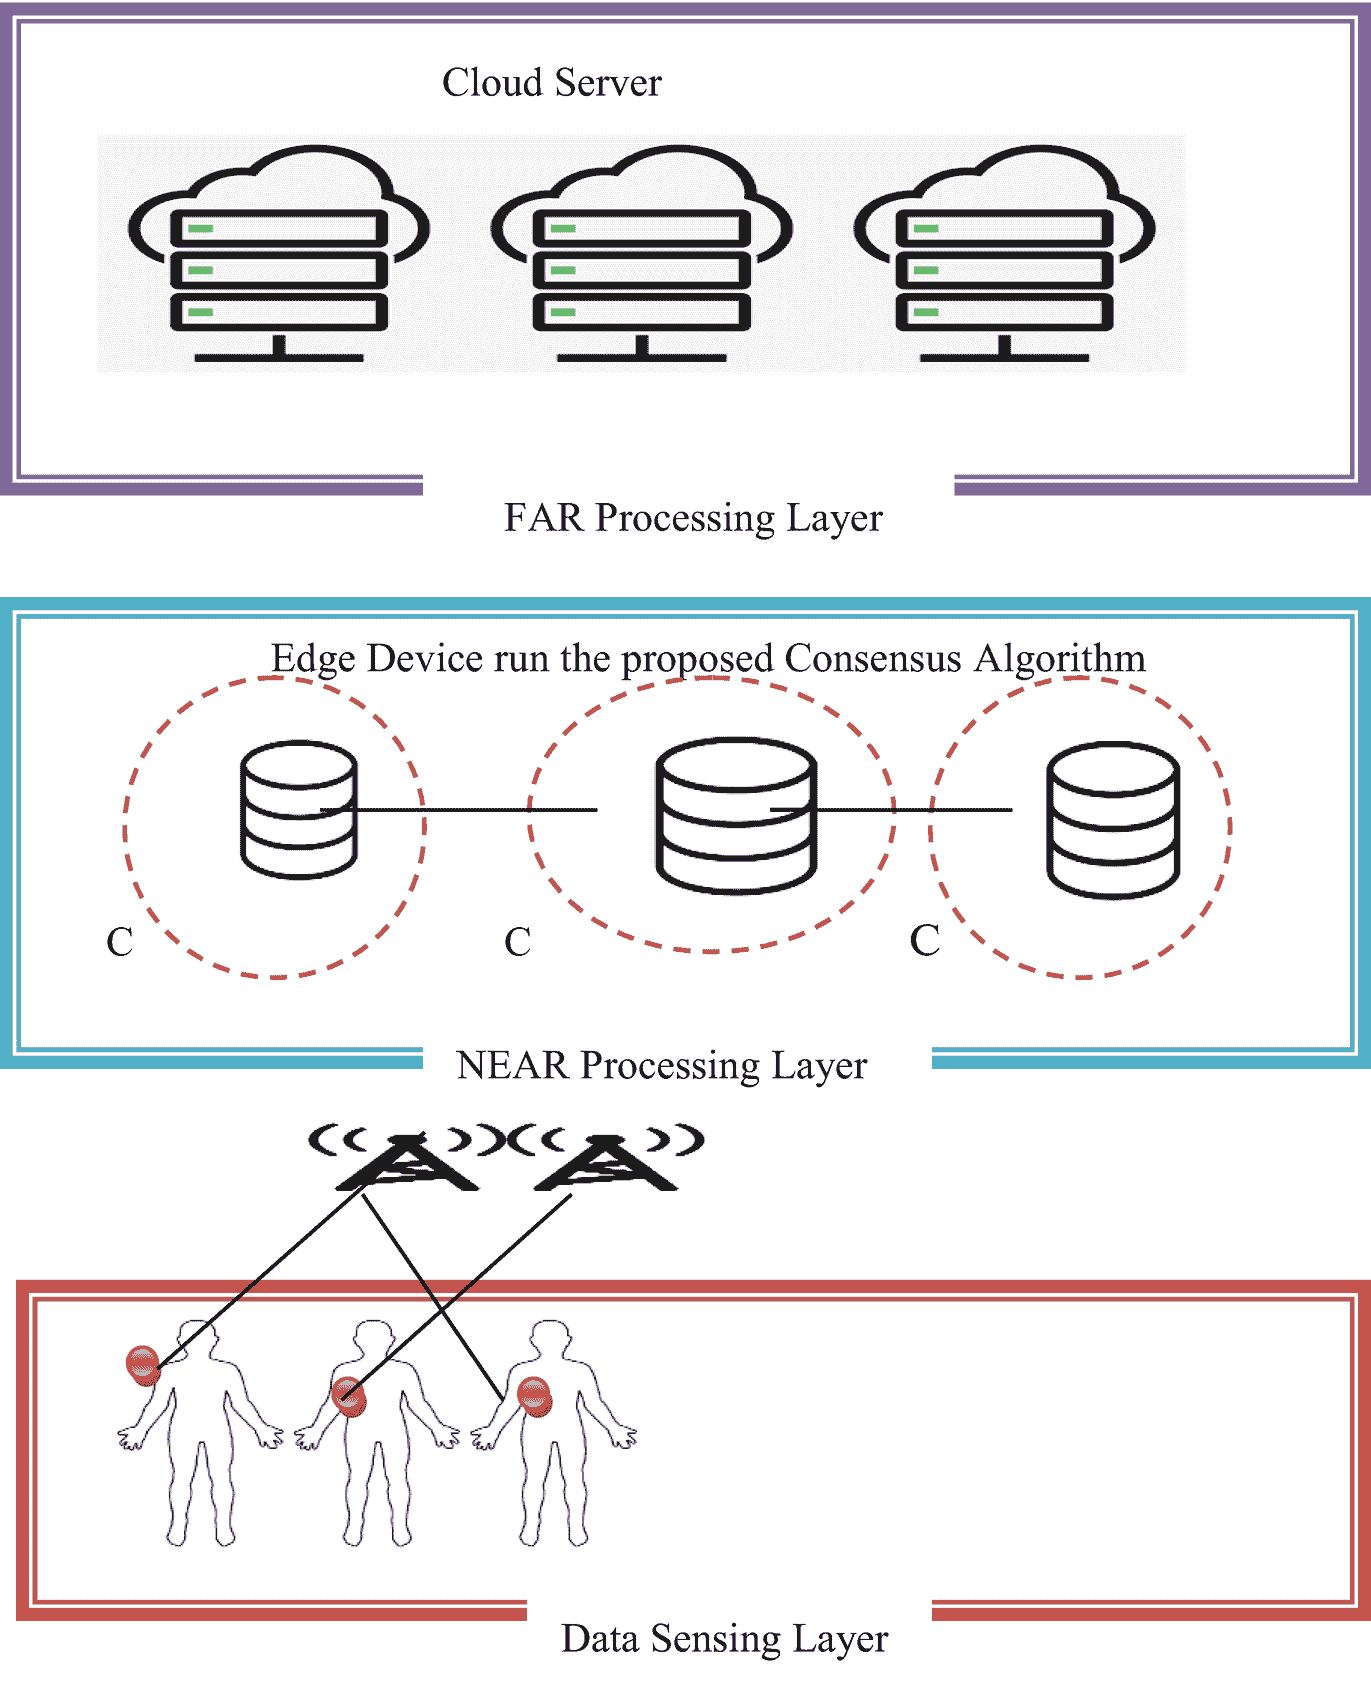 Cloud Server
FAR Processing Layer
Edge Device run the proposed Consensus Algorithm
C
C
C
NEAR Processing Layer
Data Sensing Layer